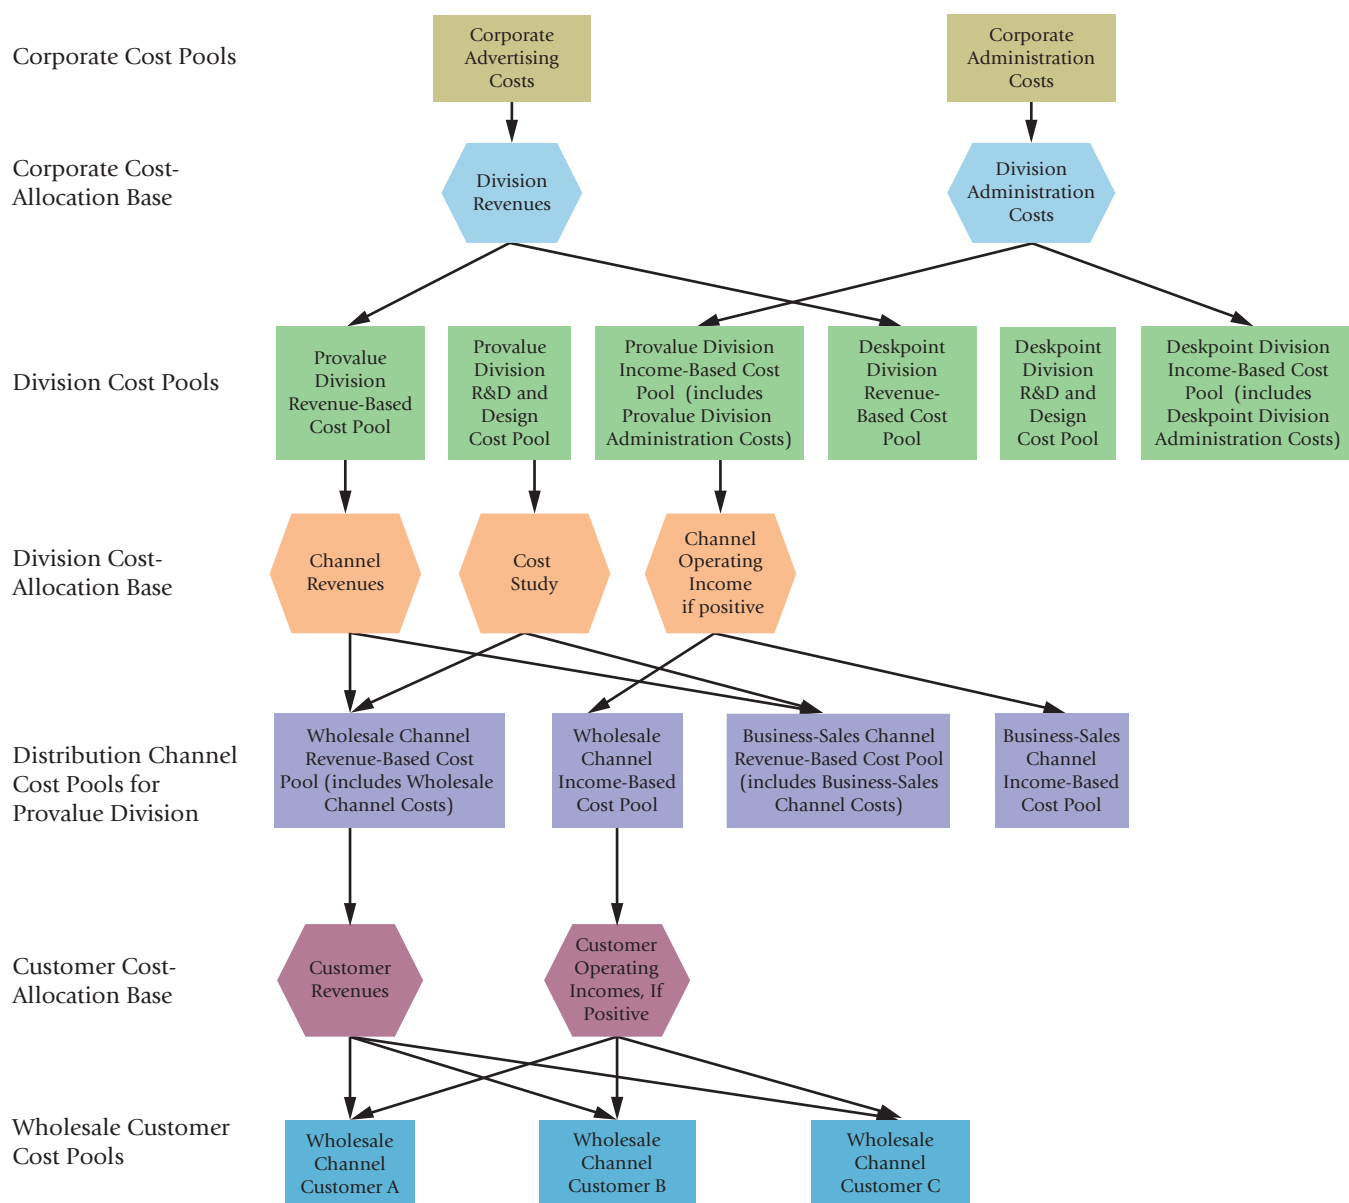 Corporate Cost Pools
Corporate
Advertising
Costs
Corporate
Administration
Costs
Corporate Cost-
Allocation Base
Division
Revenues
Division
Administration
Costs
Division Cost Pools
Provalue
Division
Revenue-Based
Cost Pool
Provalue
Division
R&D and
Design
Cost Pool
Provalue Division
Income-Based Cost
Pool (includes
Provalue Division
Administration Costs)
Deskpoint
Division
Revenue-
Based Cost
Pool
Deskpoint
Division
R&D and
Design
Cost Pool
Deskpoint Division
Income-Based Cost
Pool (includes
Deskpoint Division
Administration Costs)
Division Cost-
Allocation Base
Channel
Revenues
Cost
Study
Channel
Operating
Income
if positive
Distribution Channel
Cost Pools for
Provalue Division
Wholesale Channel
Revenue-Based Cost
Pool (includes Wholesale
Channel Costs)
Wholesale
Channel
Income-Based
Cost Pool
Business-Sales Channel
Revenue-Based Cost Pool
(includes Business-Sales
Channel Costs)
Business-Sales
Channel
Income-Based
Cost Pool
Customer Cost-
Allocation Base
Customer
Revenues
Customer
Operating
Incomes, If
Positive
Wholesale Customer
Cost Pools
Wholesale
Channel
Customer A
Wholesale
Channel
Customer B
Wholesale
Channel
Customer C